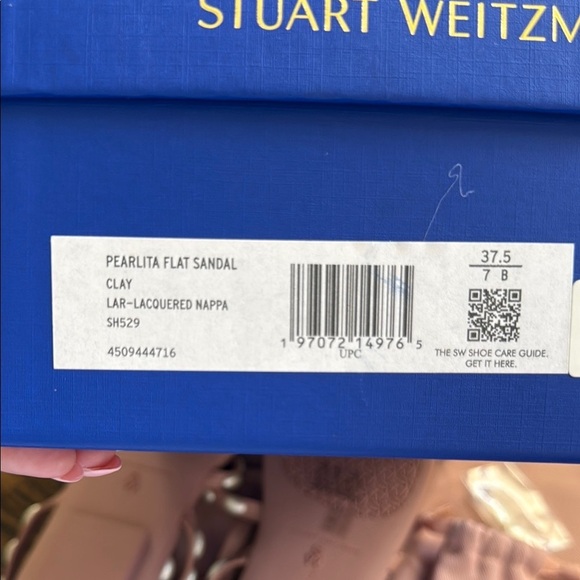 STUART WEITZM
PEARLITA FLAT SANDAL
CLAY
LAR-LACQUERED NAPPA
SH529
4509444716
1 97072 14976 5
UPC
37.5
7 B
THE SW SHOE CARE GUIDE.
GET IT HERE.